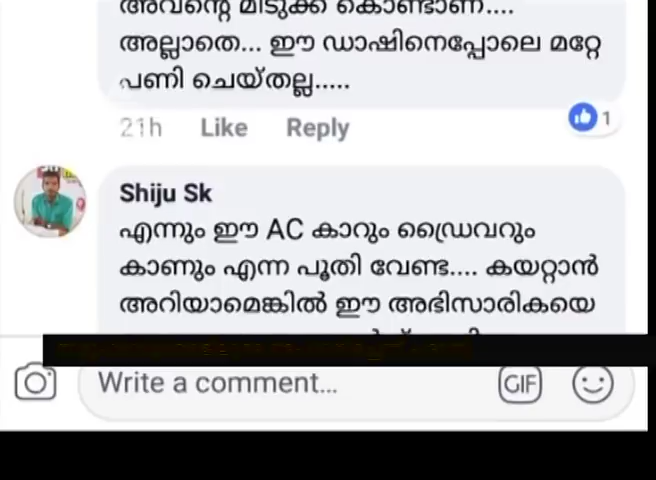 അവന്റെ മിടുക്ക് കൊണ്ടാണ്....
അല്ലാതെ... ഈ ഡാഷിനെപ്പോലെ മറ്റേ
പണി ചെയ്തല്ല.....
21h Like Reply 1
Shiju Sk
എന്നും ഈ AC കാറും ഡ്രൈവറും
കാണും എന്ന പൂതി വേണ്ട.... കയറ്റാൻ
അറിയാമെങ്കിൽ ഈ അഭിസാരികയെ
Write a comment...
GIF